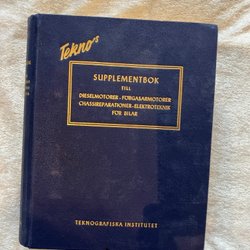 Tekno's
SUPPLEMENTBOK
TILL
DIESELMOTORER - FÖRGASARMOTORER
CHASSIREPARATIONER - ELEKTROTEKNIK
FÖR BILAR
TEKNOGRAFISKA INSTITUTET